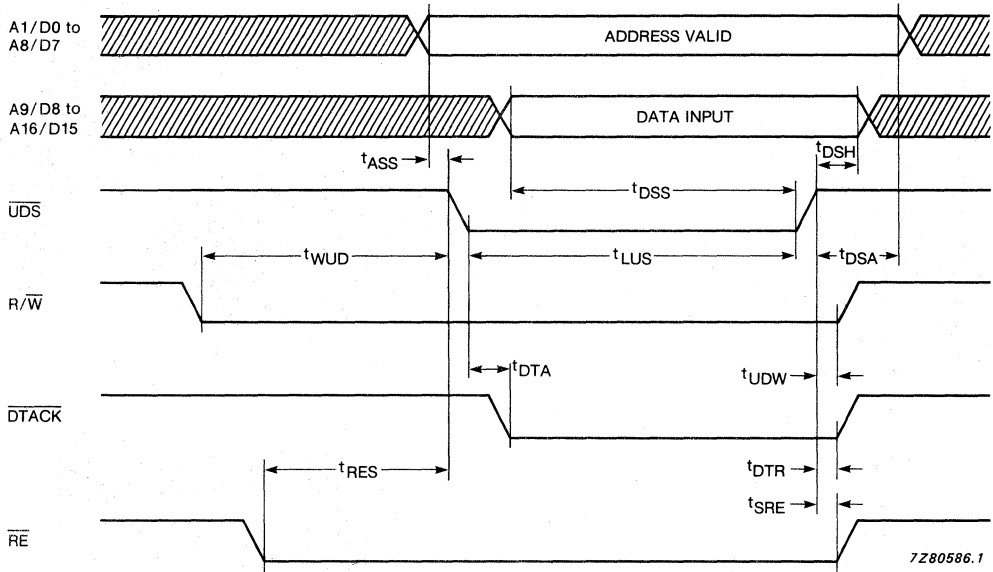 A1/D0 to
A8/D7
ADDRESS VALID
A9/D8 to
A16/D15
DATA INPUT
tASS
tDSH
tDSS
UDS
tWUD
tLUS
tDSA
R/W
tDTA
tUDW
DTACK
tRES
tDTR
tSRE
RE
7Z80586.1